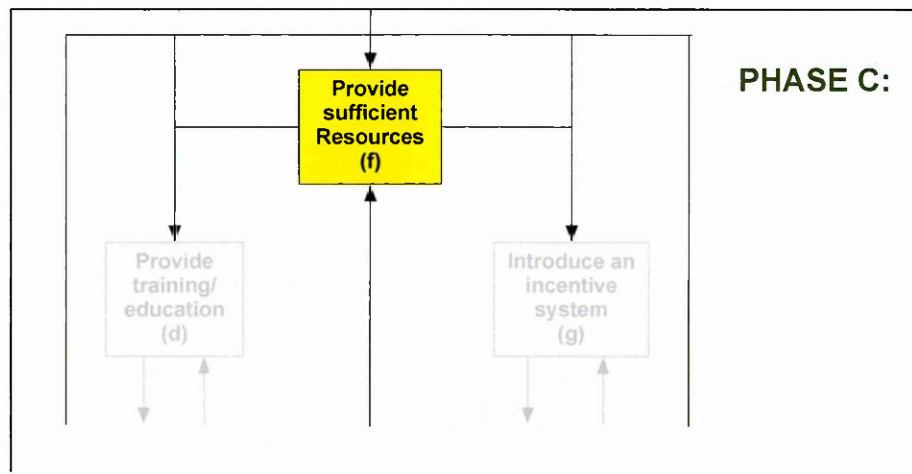 PHASE C:
Provide
sufficient
Resources
(f)
Provide
training/
education
(d)
Introduce an
incentive
system
(g)